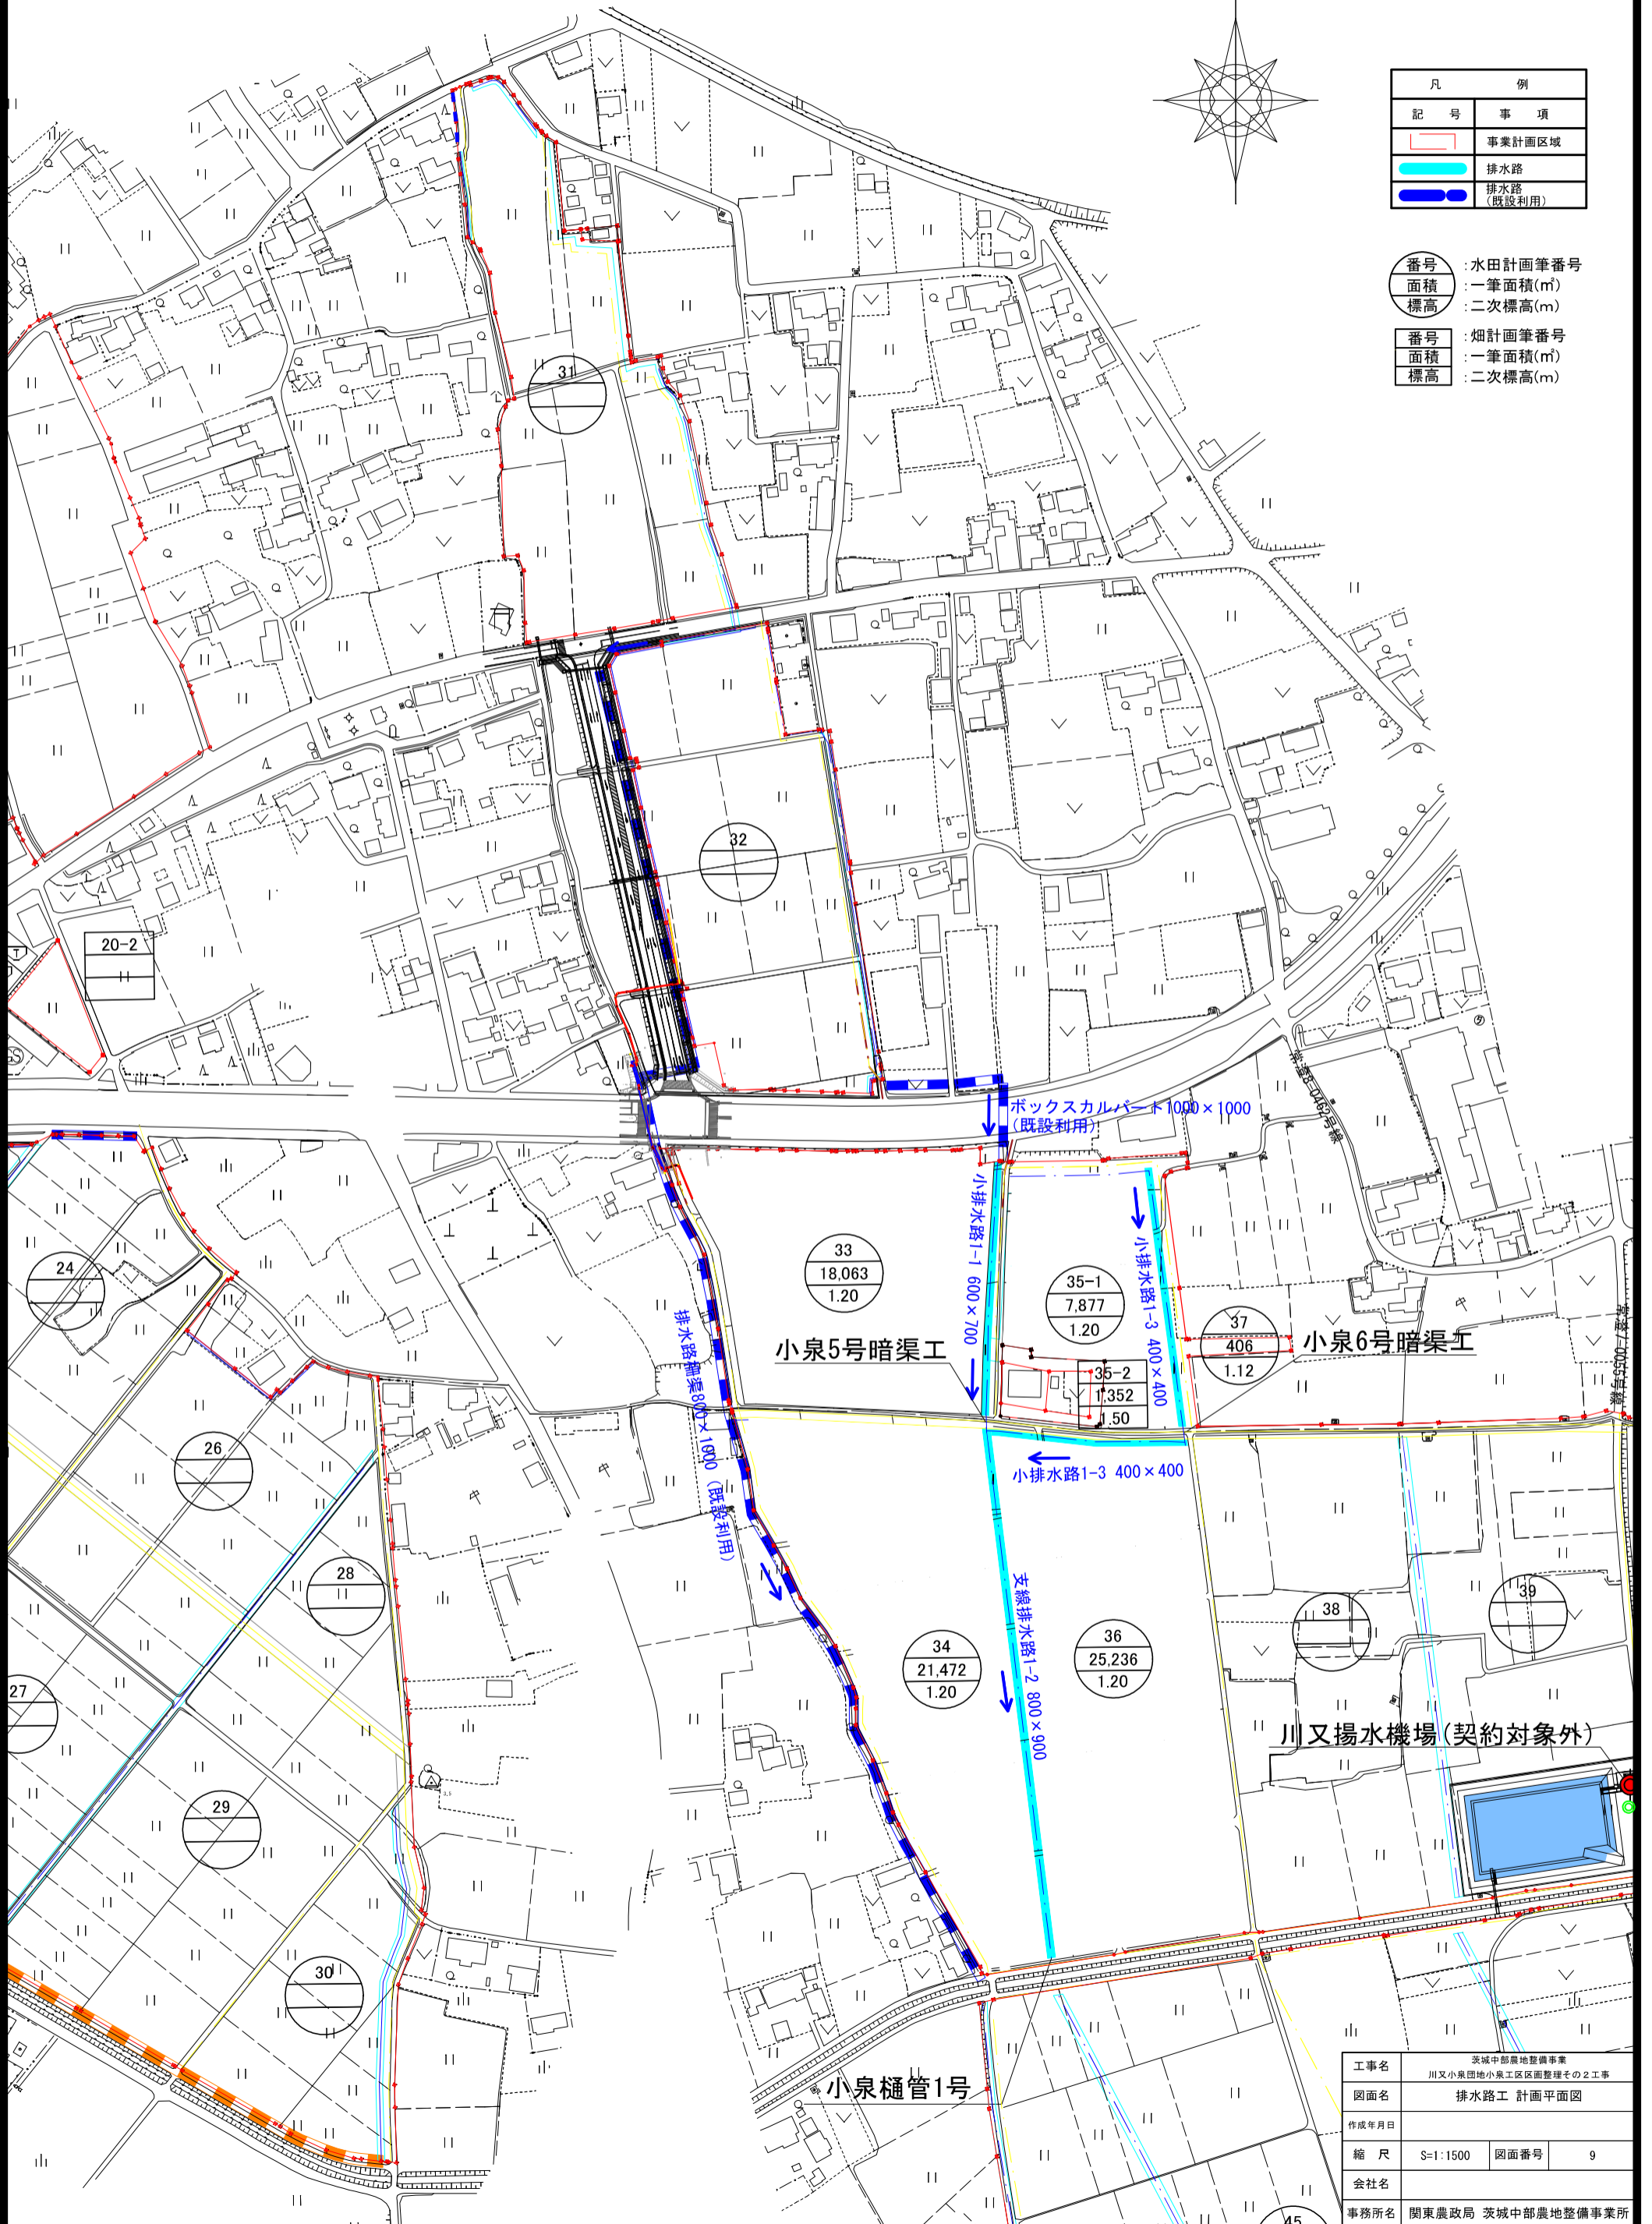 凡 例
記 号 事 項
事業計画区域
排水路
排水路
(既設利用)
番号 :水田計画筆番号
面積 :一筆面積(㎡)
標高 :二次標高(m)
番号 :畑計画筆番号
面積 :一筆面積(㎡)
標高 :二次標高(m)
31
32
20-2
ボックスカルバート1000×1000
(既設利用)
常澄8-0462号線
小排水路1-1 600×700
小排水路1-3 400×400
33
18,063
1.20
35-1
7,877
1.20
37
406
1.12
35-2
1,352
1.50
小泉5号暗渠工
小泉6号暗渠工
排水路柵渠800×1000 (既設利用)
小排水路1-3 400×400
24
26
28
27
29
30
支線排水路1-2 800×900
34
21,472
1.20
36
25,236
1.20
38
39
川又揚水機場(契約対象外)
小泉樋管1号
45
工事名 茨城中部農地整備事業
川又小泉団地小泉工区区画整理その2工事
図面名 排水路工 計画平面図
作成年月日
縮 尺 S=1:1500 図面番号 9
会社名
事務所名 関東農政局 茨城中部農地整備事業所